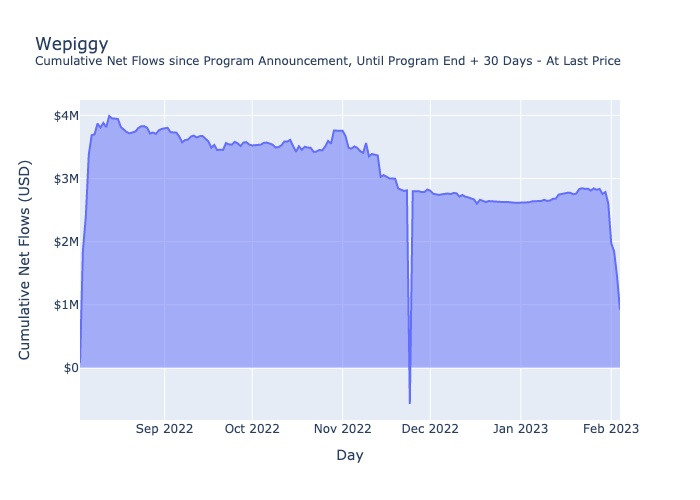 Wepiggy
Cumulative Net Flows since Program Announcement, Until Program End + 30 Days - At Last Price
Cumulative Net Flows (USD)
$4M
$3M
$2M
$1M
$0
Sep 2022 Oct 2022 Nov 2022 Dec 2022 Jan 2023 Feb 2023
Day